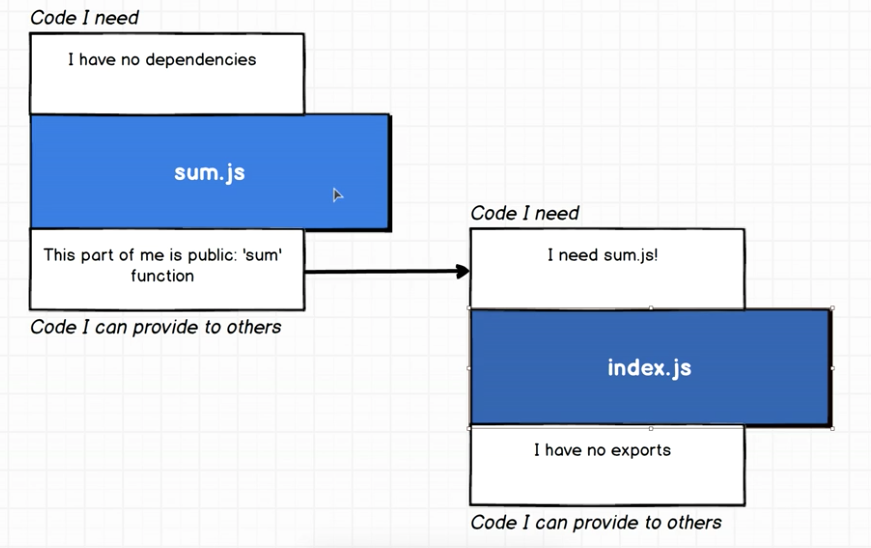 Code I need
I have no dependencies
sum.js
This part of me is public: 'sum'
function
Code I can provide to others
Code I need
I need sum.js!
index.js
I have no exports
Code I can provide to others